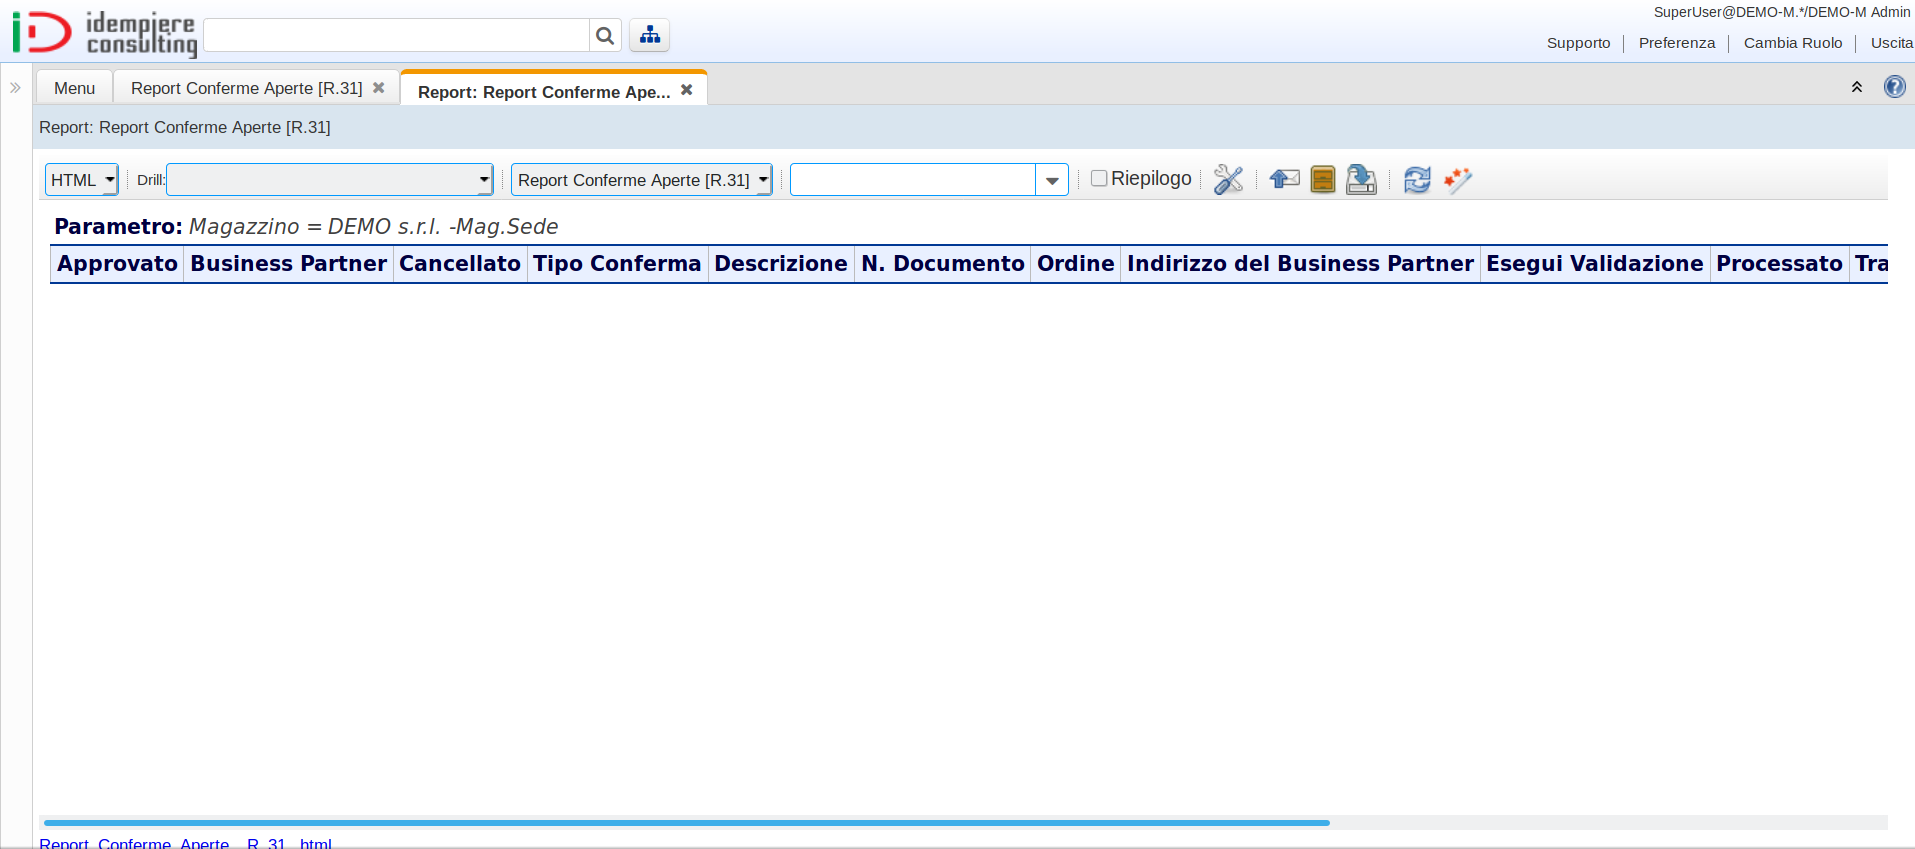 idempiere
consulting
SuperUser@DEMO-M.*/DEMO-M Admin
Supporto Preferenza Cambia Ruolo Uscita
Menu Report Conferme Aperte [R.31] Report: Report Conferme Ape...
Report: Report Conferme Aperte [R.31]
HTML Drill: Report Conferme Aperte [R.31] Riepilogo
Parametro: Magazzino = DEMO s.r.l. -Mag.Sede
Approvato Business Partner Cancellato Tipo Conferma Descrizione N. Documento Ordine Indirizzo del Business Partner Esegui Validazione Processato Tra
Report_Conferme_Aperte__R_31_.html